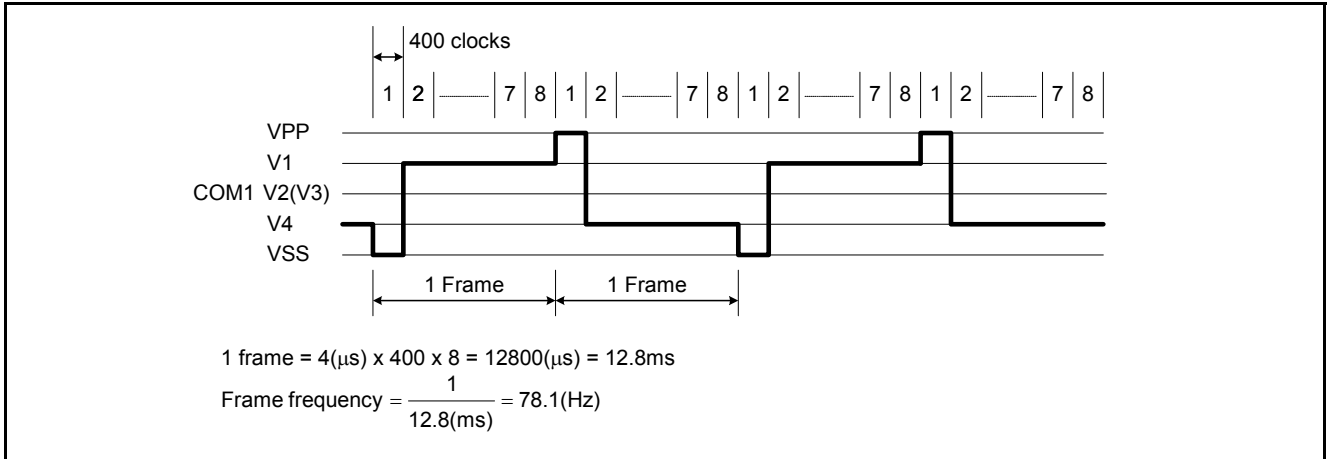 400 clocks
1 2 7 8 1 2 7 8 1 2 7 8 1 2 7 8
VPP
V1
COM1 V2(V3)
V4
VSS
1 Frame 1 Frame
1 frame = 4(μs) x 400 x 8 = 12800(μs) = 12.8ms
Frame frequency = 1 / 12.8(ms) = 78.1(Hz)